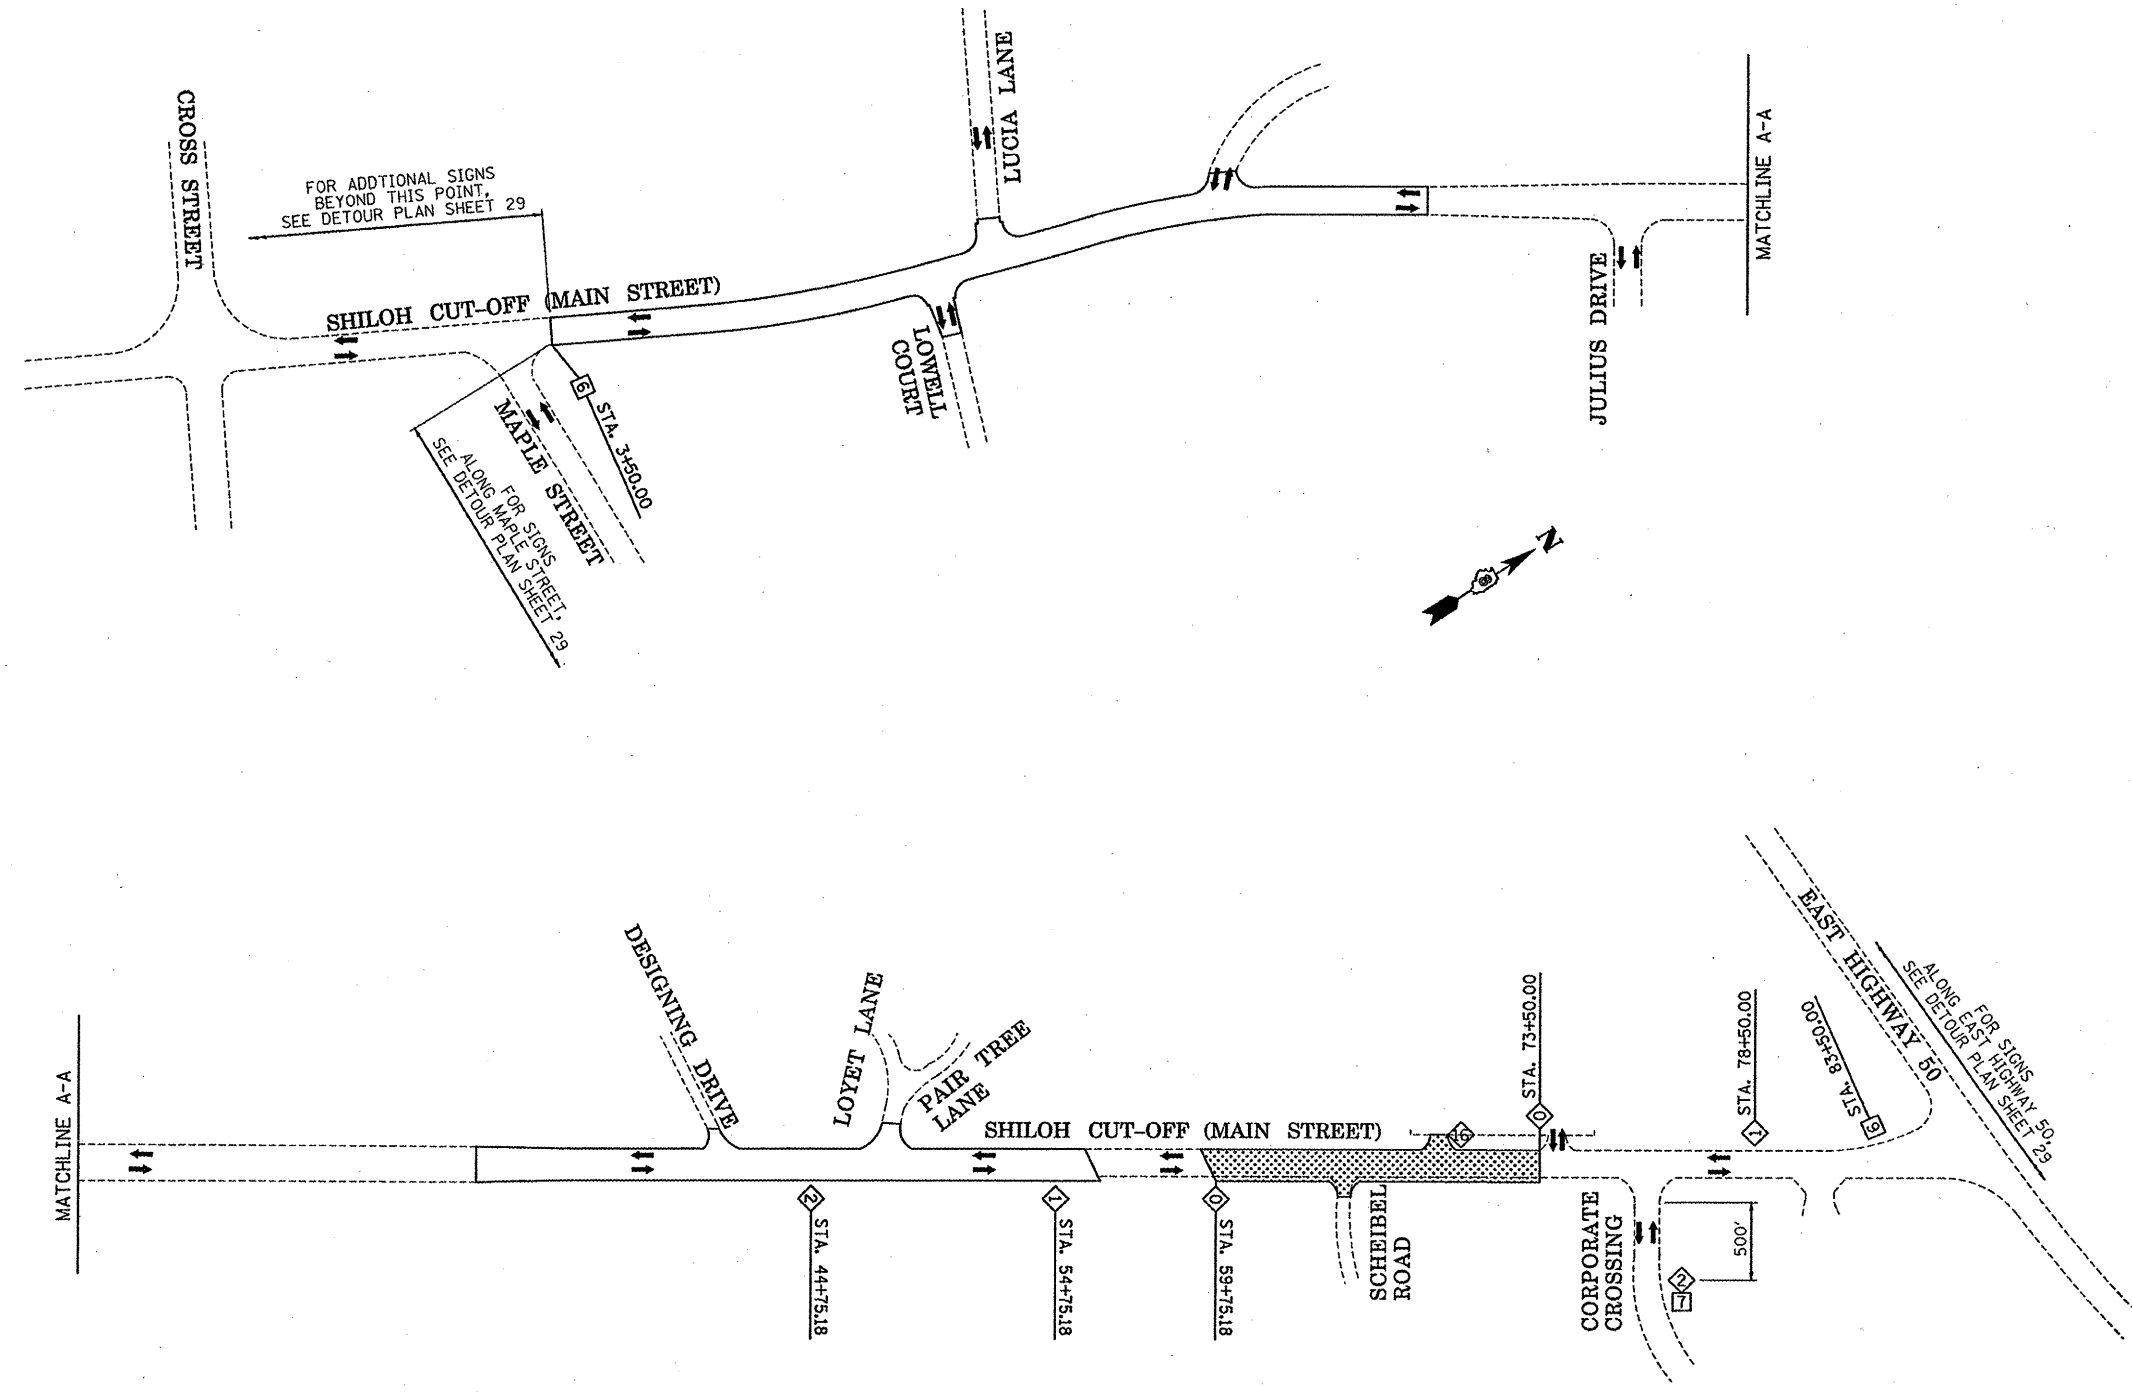 CROSS STREET
FOR ADDTIONAL SIGNS
BEYOND THIS POINT,
SEE DETOUR PLAN SHEET 29
SHILOH CUT-OFF (MAIN STREET)
6
STA. 3+50.00
MAPLE STREET
FOR SIGNS
ALONG MAPLE STREET,
SEE DETOUR PLAN SHEET 29
LUCIA LANE
LOWELL
COURT
JULIUS DRIVE
MATCHLINE A-A
N
MATCHLINE A-A
DESIGNING DRIVE
LOYET LANE
PAIR TREE
LANE
SHILOH CUT-OFF (MAIN STREET)
2
STA. 44+75.18
1
STA. 54+75.18
0
STA. 59+75.18
SCHEIBEL
ROAD
16
STA. 73+50.00
0
CORPORATE
CROSSING
500'
2
7
STA. 78+50.00
1
STA. 83+50.00
EAST HIGHWAY 50
FOR SIGNS
ALONG EAST HIGHWAY 50,
SEE DETOUR PLAN SHEET 29